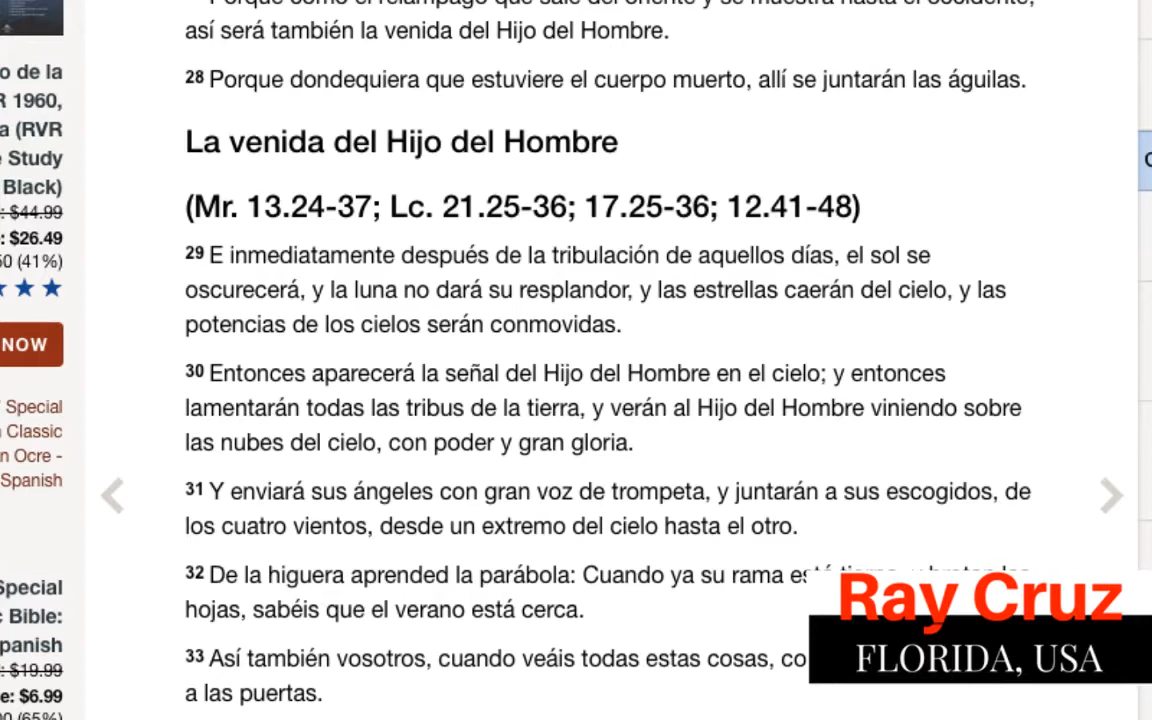 o de la
R 1960,
a (RVR
Study
Black)
: $44.99
: $26.49
50 (41%)
NOW
Special
Classic
n Ocre -
Spanish
Special
Bible:
panish
$19.99
e: $6.99
así será también la venida del Hijo del Hombre.
28 Porque dondequiera que estuviere el cuerpo muerto, allí se juntarán las águilas.
La venida del Hijo del Hombre
(Mr. 13.24-37; Lc. 21.25-36; 17.25-36; 12.41-48)
29 E inmediatamente después de la tribulación de aquellos días, el sol se
oscurecerá, y la luna no dará su resplandor, y las estrellas caerán del cielo, y las
potencias de los cielos serán conmovidas.
30 Entonces aparecerá la señal del Hijo del Hombre en el cielo; y entonces
lamentarán todas las tribus de la tierra, y verán al Hijo del Hombre viniendo sobre
las nubes del cielo, con poder y gran gloria.
31 Y enviará sus ángeles con gran voz de trompeta, y juntarán a sus escogidos, de
los cuatro vientos, desde un extremo del cielo hasta el otro.
32 De la higuera aprended la parábola: Cuando ya su rama
hojas, sabéis que el verano está cerca.
33 Así también vosotros, cuando veáis todas estas cosas, co
a las puertas.
Ray Cruz
FLORIDA, USA